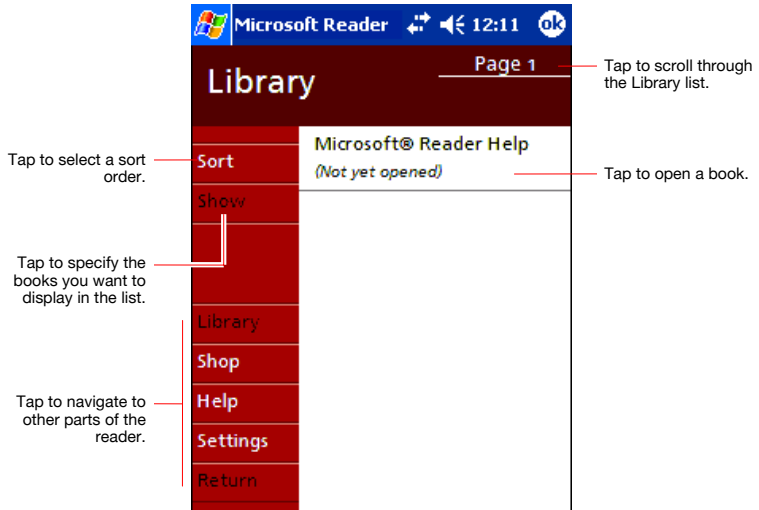 Microsoft Reader 12:11 ok
Library
Page 1
Tap to scroll through
the Library list.
Microsoft® Reader Help
(Not yet opened)
Tap to open a book.
Tap to select a sort
order.
Sort
Show
Tap to specify the
books you want to
display in the list.
Library
Shop
Help
Settings
Return
Tap to navigate to
other parts of the
reader.